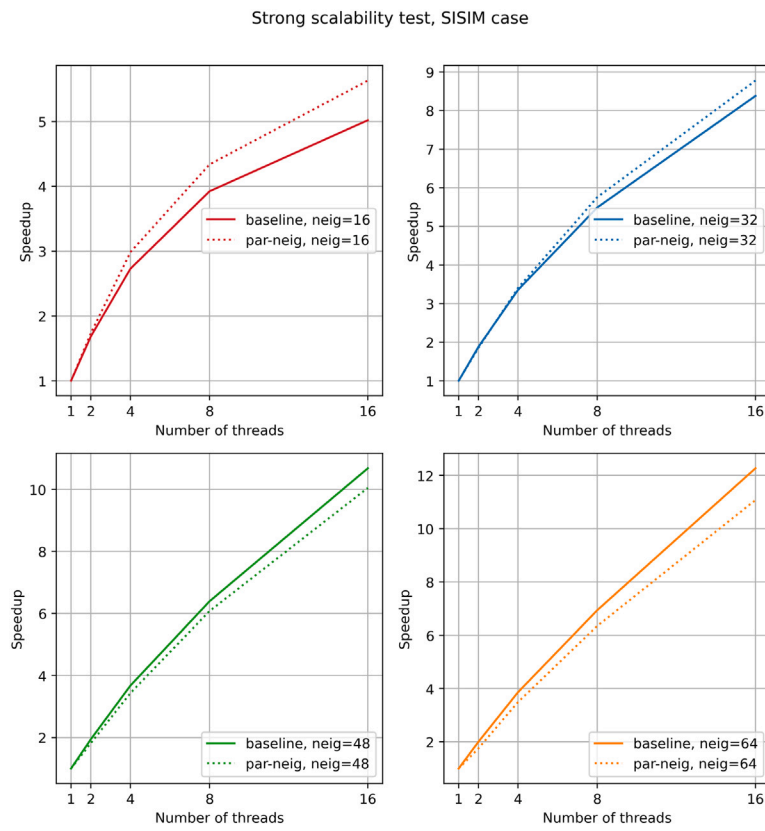 Strong scalability test, SISIM case
5
4
3
2
1
Speedup
baseline, neig=16
par-neig, neig=16
1 2 4 8 16
Number of threads
9
8
7
6
5
4
3
2
1
Speedup
baseline, neig=32
par-neig, neig=32
1 2 4 8 16
Number of threads
10
8
6
4
2
Speedup
baseline, neig=48
par-neig, neig=48
1 2 4 8 16
Number of threads
12
10
8
6
4
2
Speedup
baseline, neig=64
par-neig, neig=64
1 2 4 8 16
Number of threads